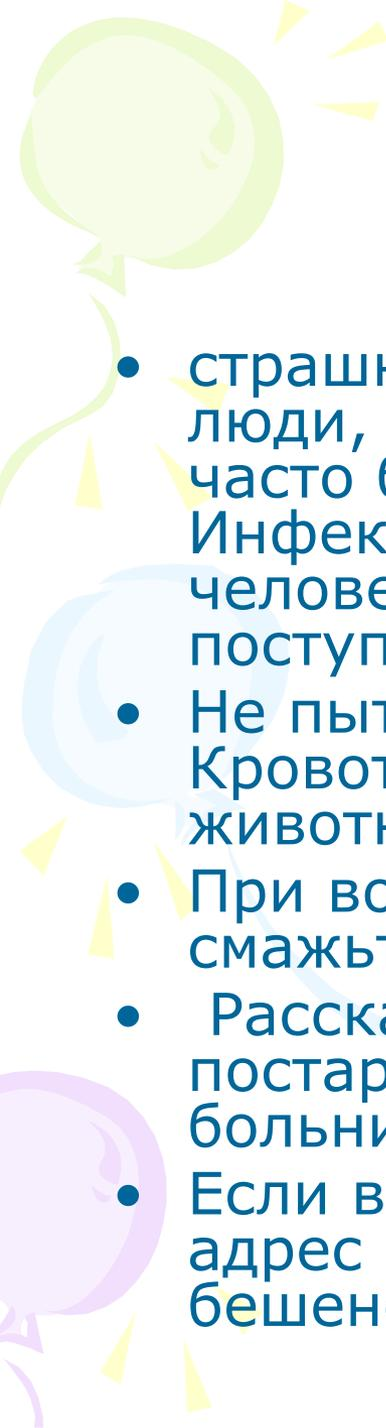 • страшн
люди,
часто б
Инфек
челове
поступ
• Не пыт
Кровот
животн
• При во
смажьт
• Расска
постар
больни
• Если в
адрес
бешен